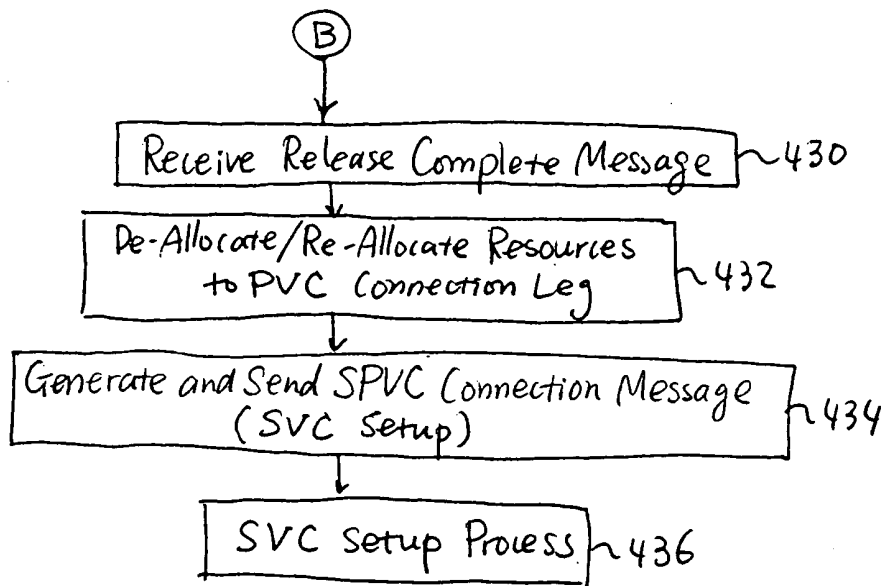 B
Receive Release Complete Message 430
De-Allocate/Re-Allocate Resources
to PVC Connection Leg 432
Generate and Send SPVC Connection Message
(SVC Setup) 434
SVC Setup Process 436